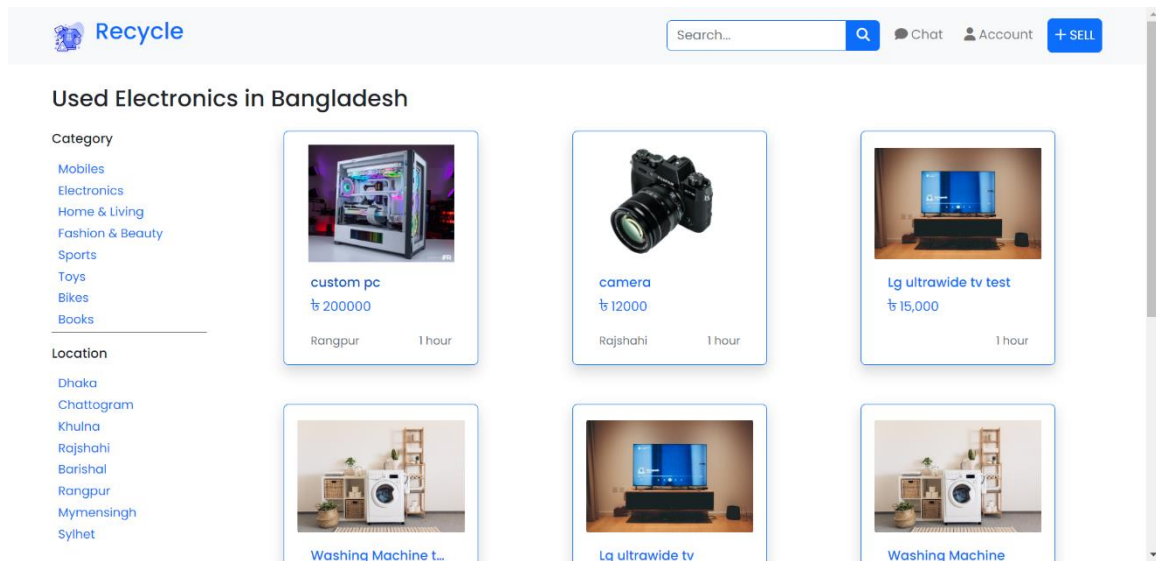 Recycle
Search...
Chat
Account
+ SELL
Used Electronics in Bangladesh
Category
Mobiles
Electronics
Home & Living
Fashion & Beauty
Sports
Toys
Bikes
Books
Location
Dhaka
Chattogram
Khulna
Rajshahi
Barishal
Rangpur
Mymensingh
Sylhet
custom pc
৳ 200000
Rangpur 1 hour
camera
৳ 12000
Rajshahi 1 hour
Lg ultrawide tv test
৳ 15,000
1 hour
Washing Machine t...
Lg ultrawide tv
Washing Machine